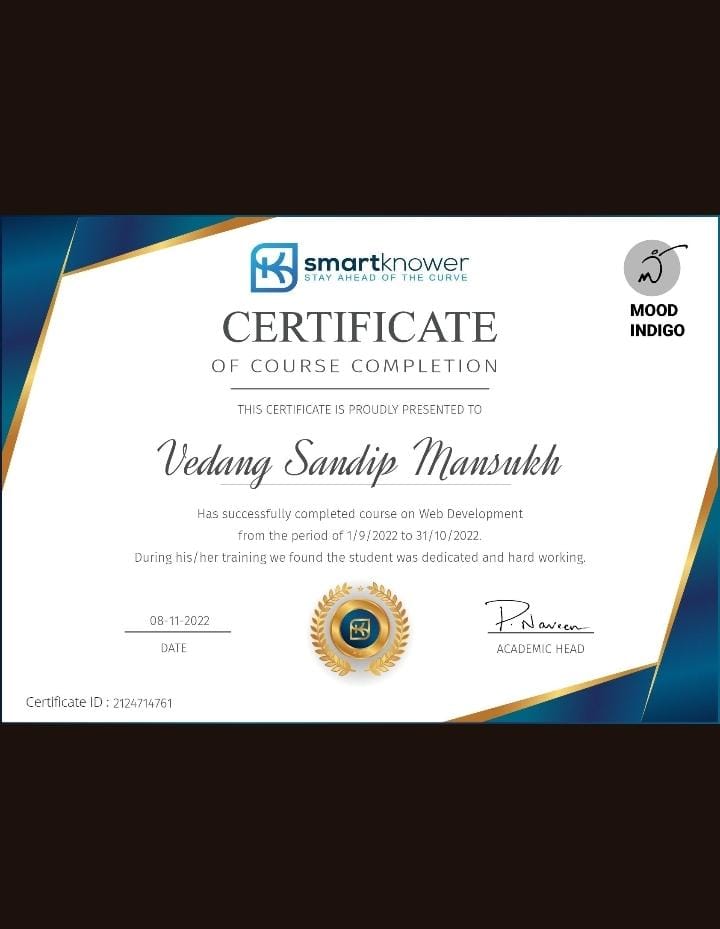 smartknower
STAY AHEAD OF THE CURVE
MOOD
INDIGO
CERTIFICATE
OF COURSE COMPLETION
THIS CERTIFICATE IS PROUDLY PRESENTED TO
Vedang Sandip Mansukh
Has successfully completed course on Web Development
from the period of 1/9/2022 to 31/10/2022.
During his/her training we found the student was dedicated and hard working.
08-11-2022
DATE
P. Naveen
ACADEMIC HEAD
Certificate ID : 2124714761